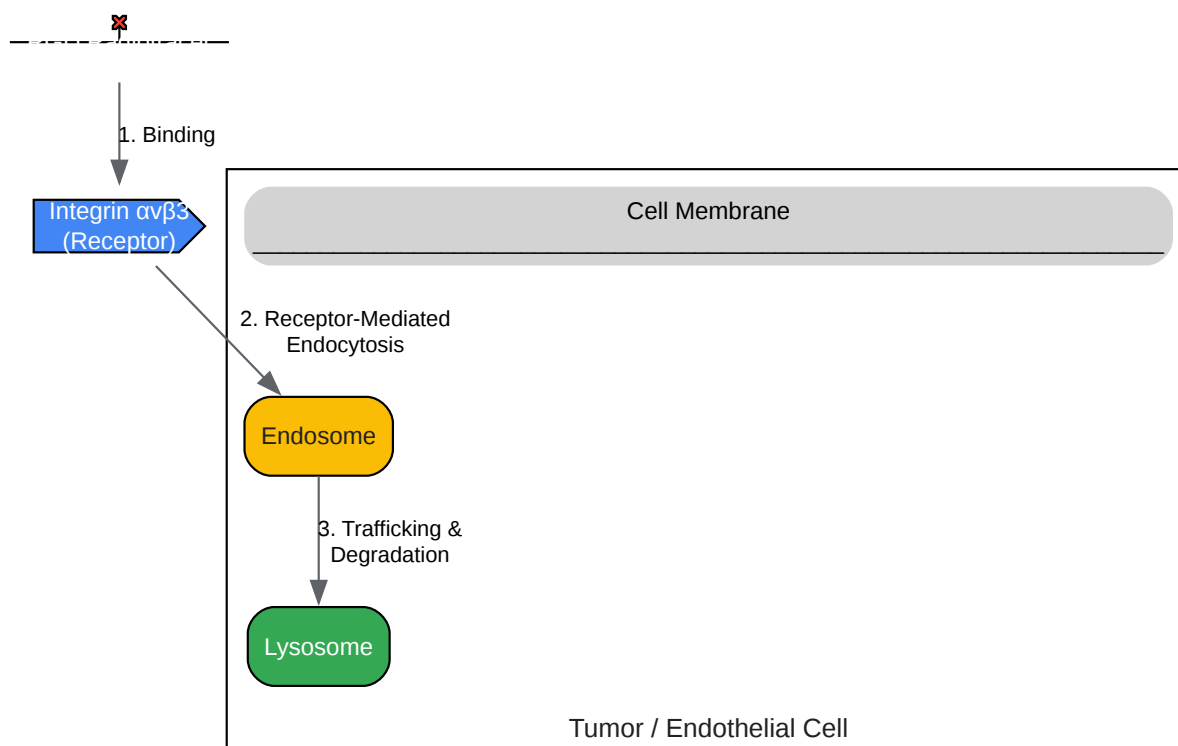 1. Binding
Integrin αvβ3
(Receptor)
Cell Membrane
2. Receptor-Mediated
Endocytosis
Endosome
3. Trafficking &
Degradation
Lysosome
Tumor / Endothelial Cell